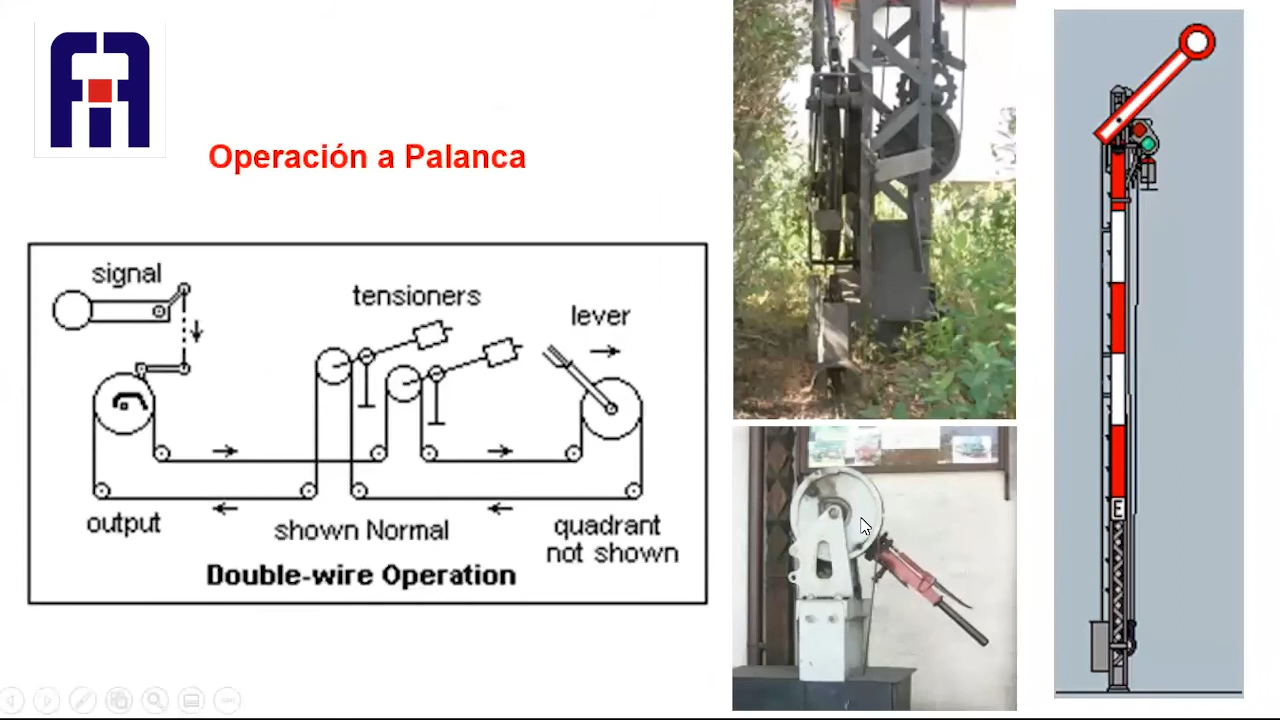 Operación a Palanca
signal
tensioners
lever
output
shown Normal
quadrant
not shown
Double-wire Operation
E